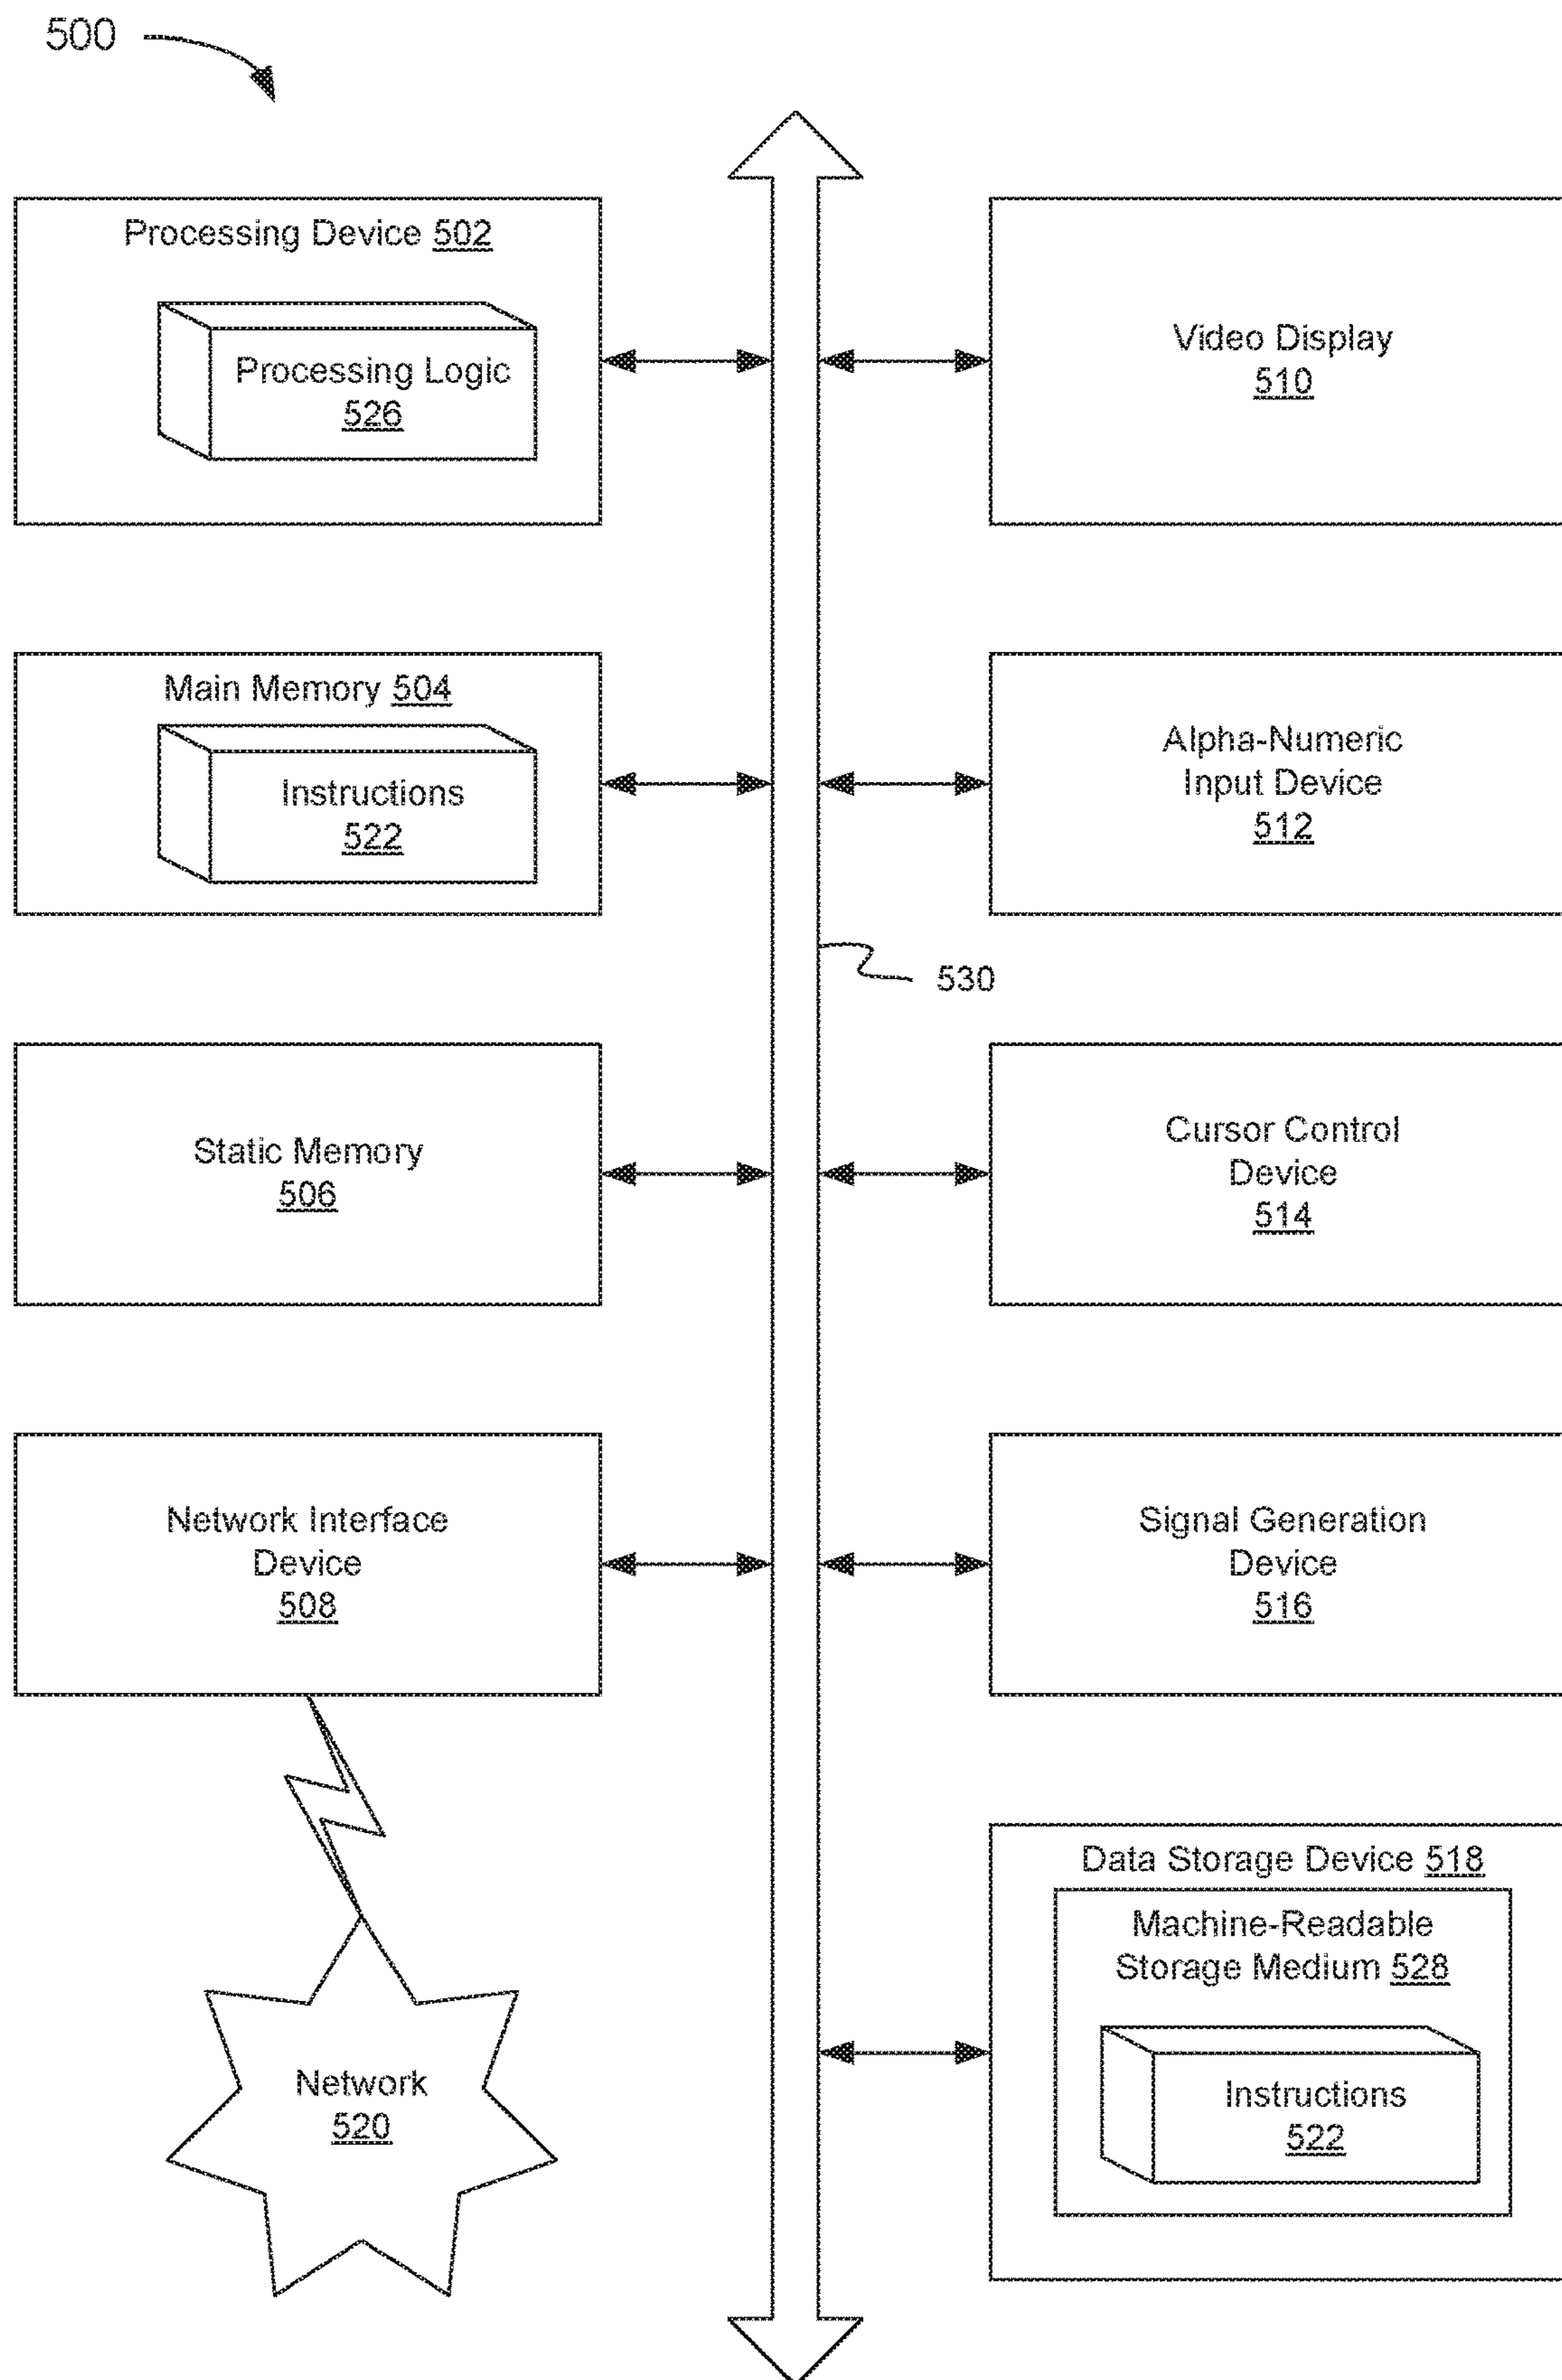 500
Processing Device 502
Processing Logic
526
Video Display
510
Main Memory 504
Instructions
522
Alpha-Numeric
Input Device
512
530
Static Memory
506
Cursor Control
Device
514
Network Interface
Device
508
Signal Generation
Device
516
Data Storage Device 518
Machine-Readable
Storage Medium 528
Instructions
522
Network
520